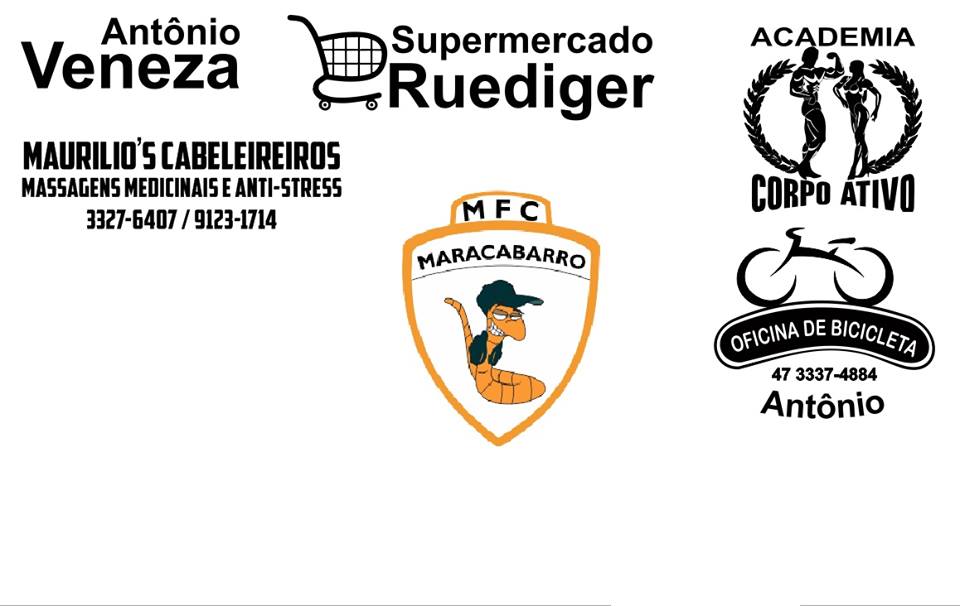 Antônio
Veneza
Supermercado
Ruediger
ACADEMIA
CORPO ATIVO
MAURILIO'S CABELEIREIROS
MASSAGENS MEDICINAIS E ANTI-STRESS
3327-6407 / 9123-1714
MFC
MARACABARRO
OFICINA DE BICICLETA
47 3337-4884
Antônio